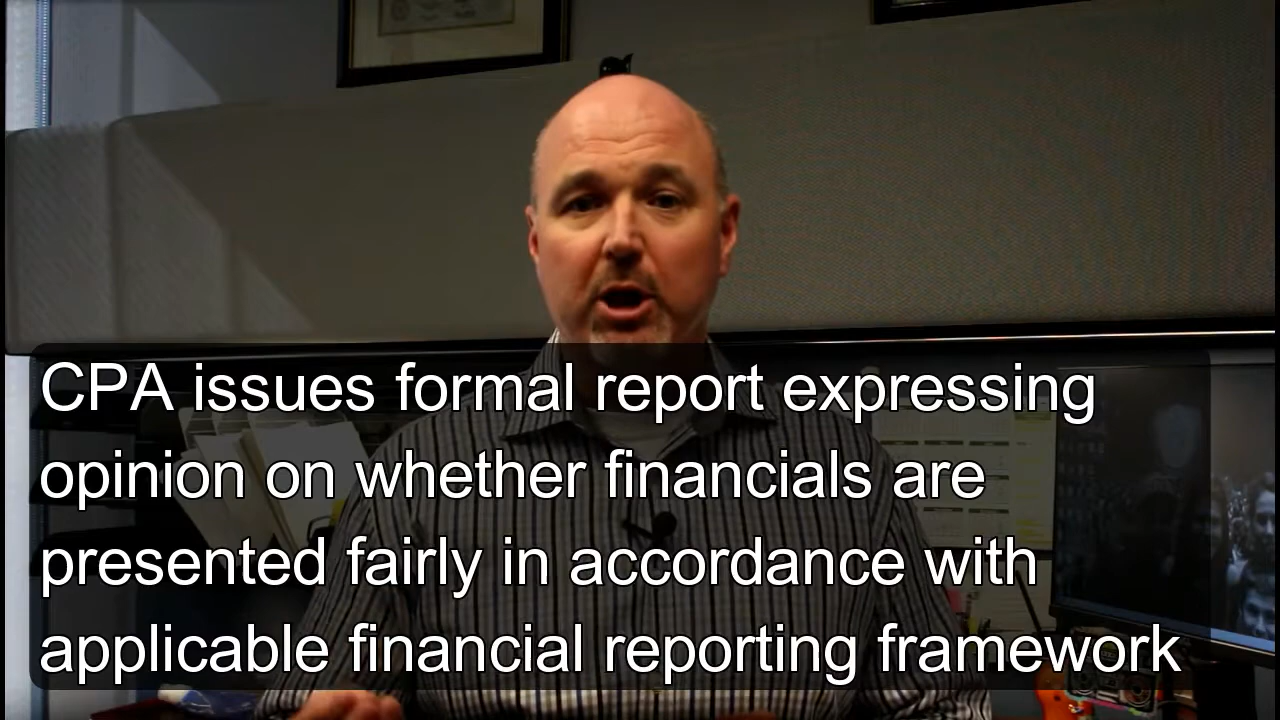 CPA issues formal report expressing
opinion on whether financials are
presented fairly in accordance with
applicable financial reporting framework